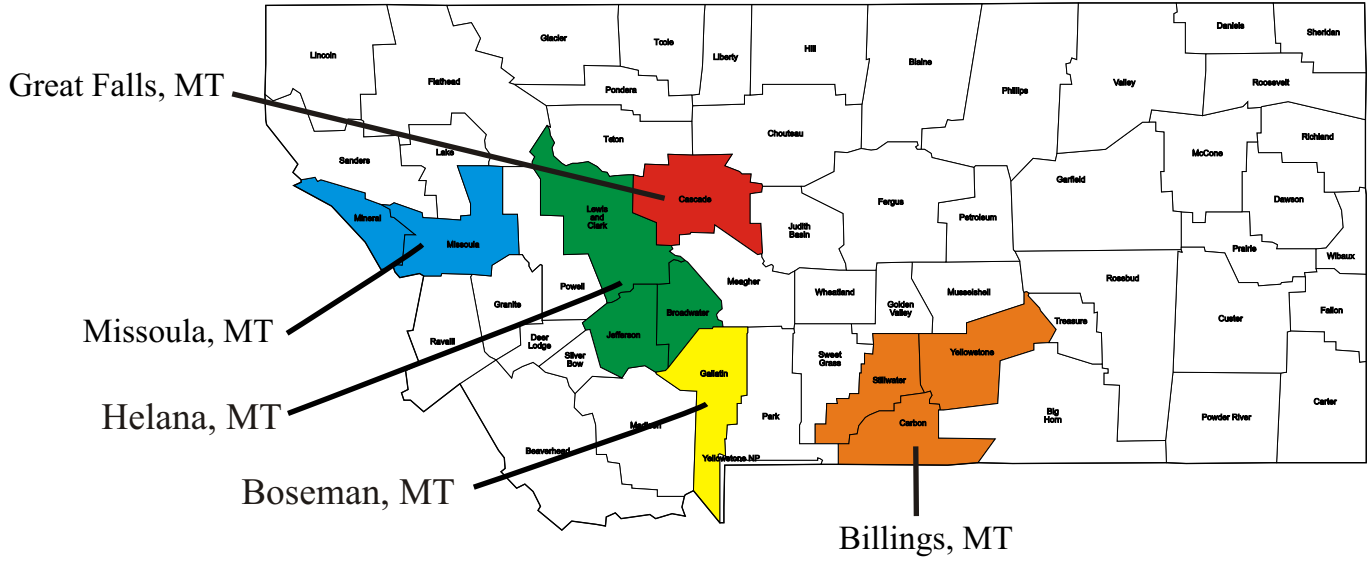 Daniels
Sheridan
Glacier
Toole
Hill
Liberty
Lincoln
Blaine
Flathead
Valley
Roosevelt
Great Falls, MT
Pondera
Phillips
Chouteau
Richland
Teton
Lake
McCone
Sanders
Garfield
Cascade
Dawson
Fergus
Lewis
and
Clark
Mineral
Petroleum
Judith
Basin
Missoula
Prairie
Wibaux
Rosebud
Meagher
Powell
Wheatland
Musselshell
Granite
Golden
Valley
Broadwater
Fallon
Custer
Treasure
Missoula, MT
Jefferson
Deer
Lodge
Ravalli
Silver
Bow
Sweet
Grass
Yellowstone
Gallatin
Stillwater
Carter
Helana, MT
Park
Big
Horn
Powder River
Carbon
Madison
Beaverhead
Yellowstone NP
Boseman, MT
Billings, MT